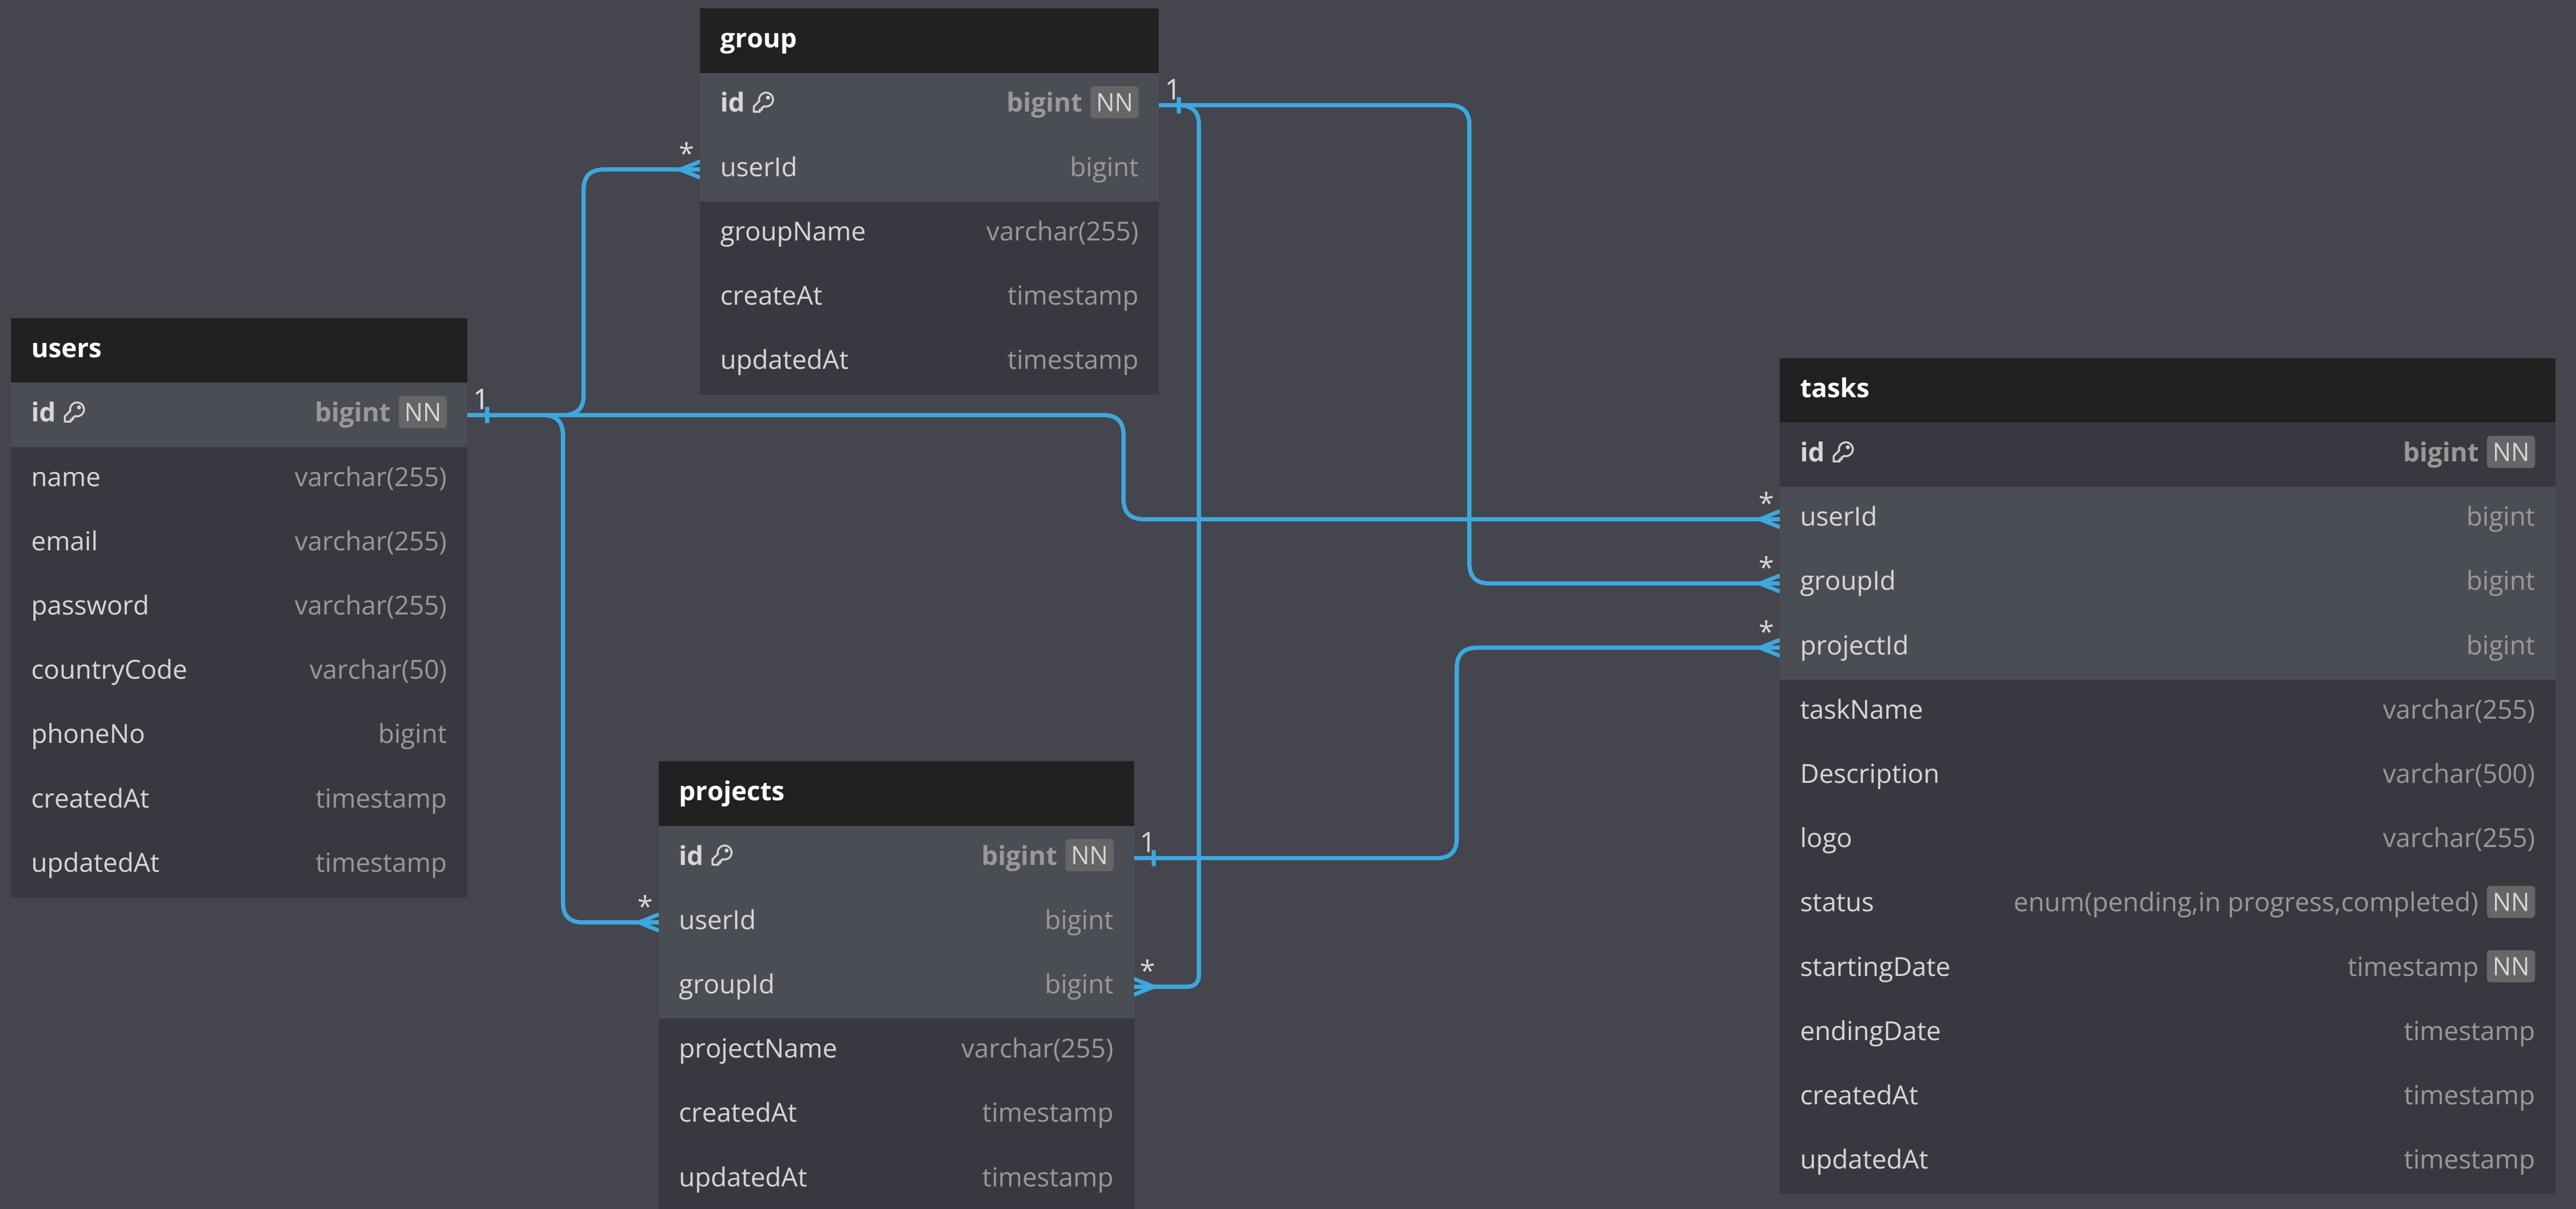 group
id bigint NN
userId bigint
groupName varchar(255)
createAt timestamp
updatedAt timestamp
1
*
users
id bigint NN
name varchar(255)
email varchar(255)
password varchar(255)
countryCode varchar(50)
phoneNo bigint
createdAt timestamp
updatedAt timestamp
1
projects
id bigint NN
userId bigint
groupId bigint
projectName varchar(255)
createdAt timestamp
updatedAt timestamp
1
*
*
tasks
id bigint NN
userId bigint
groupId bigint
projectId bigint
taskName varchar(255)
Description varchar(500)
logo varchar(255)
status enum(pending,in progress,completed) NN
startingDate timestamp NN
endingDate timestamp
createdAt timestamp
updatedAt timestamp
*
*
*